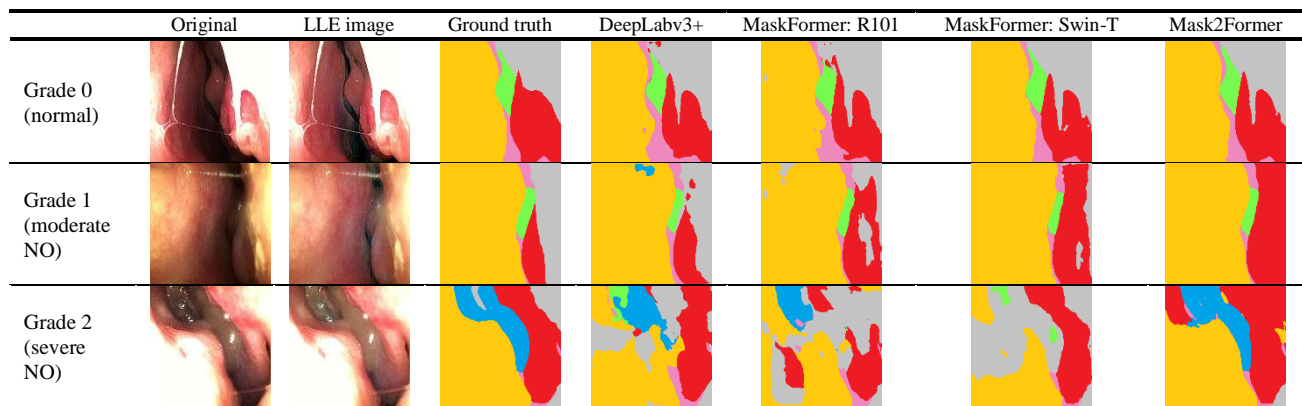 Original LLE image Ground truth DeepLabv3+ MaskFormer: R101 MaskFormer: Swin-T Mask2Former
Grade 0
(normal)
Grade 1
(moderate
NO)
Grade 2
(severe
NO)